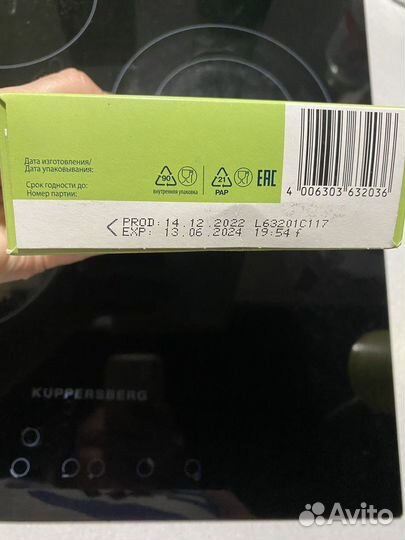 Дата изготовления/
Дата упаковывания:
Срок годности до:
Номер партии:
90
внутренняя упаковка
21
PAP
EAC
4 006303 632036
PROD: 14.12.2022 L63201C117
EXP: 13.06.2024 19:54 f
KUPPERSBERG
Avito